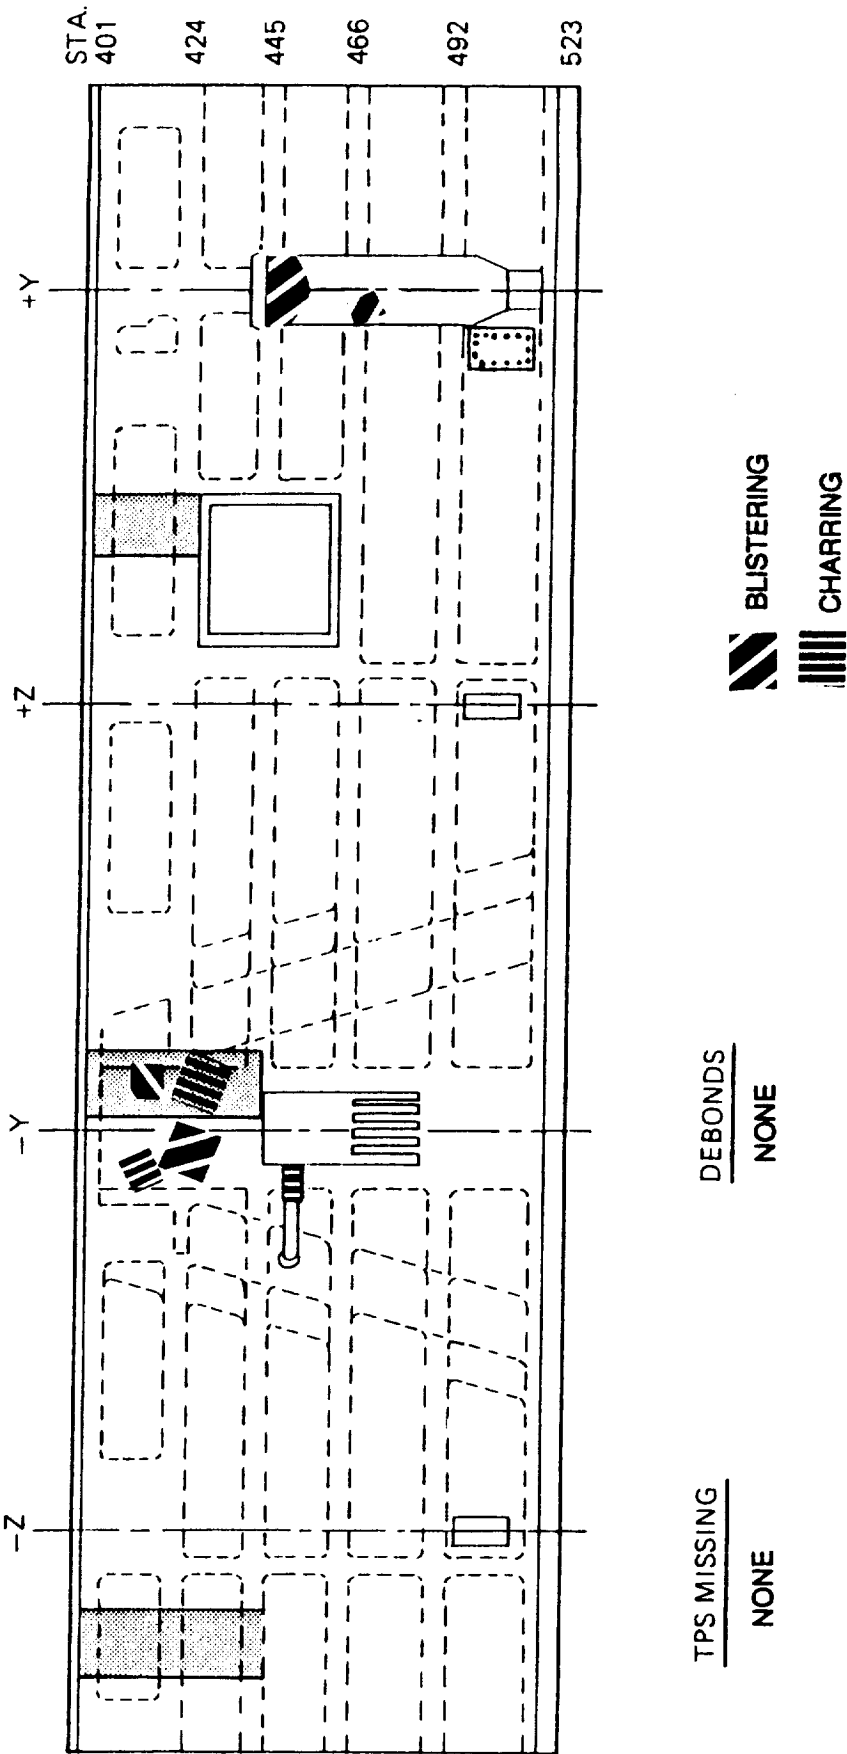 STA.
401
424
445
466
492
523
-Z
-Y
+Z
+Y
TPS MISSING
NONE
DEBONDS
NONE
BLISTERING
CHARRING